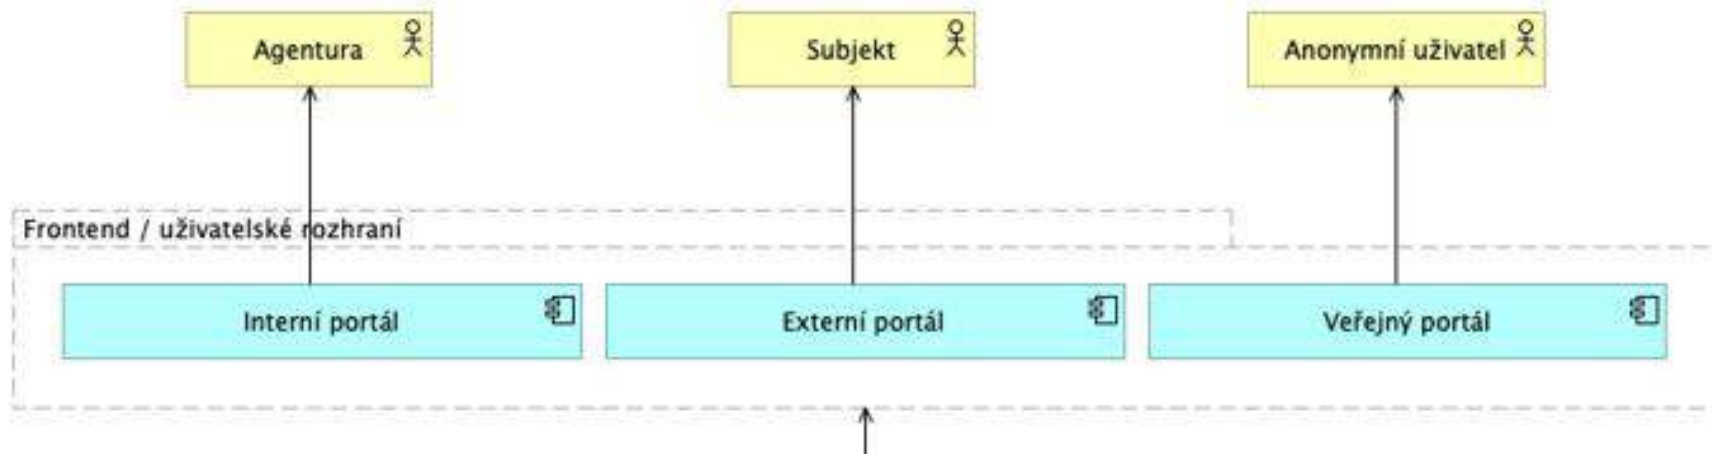 Agentura
Subjekt
Anonymní uživatel
Frontend / uživatelské rozhraní
Interní portál
Externí portál
Veřejný portál